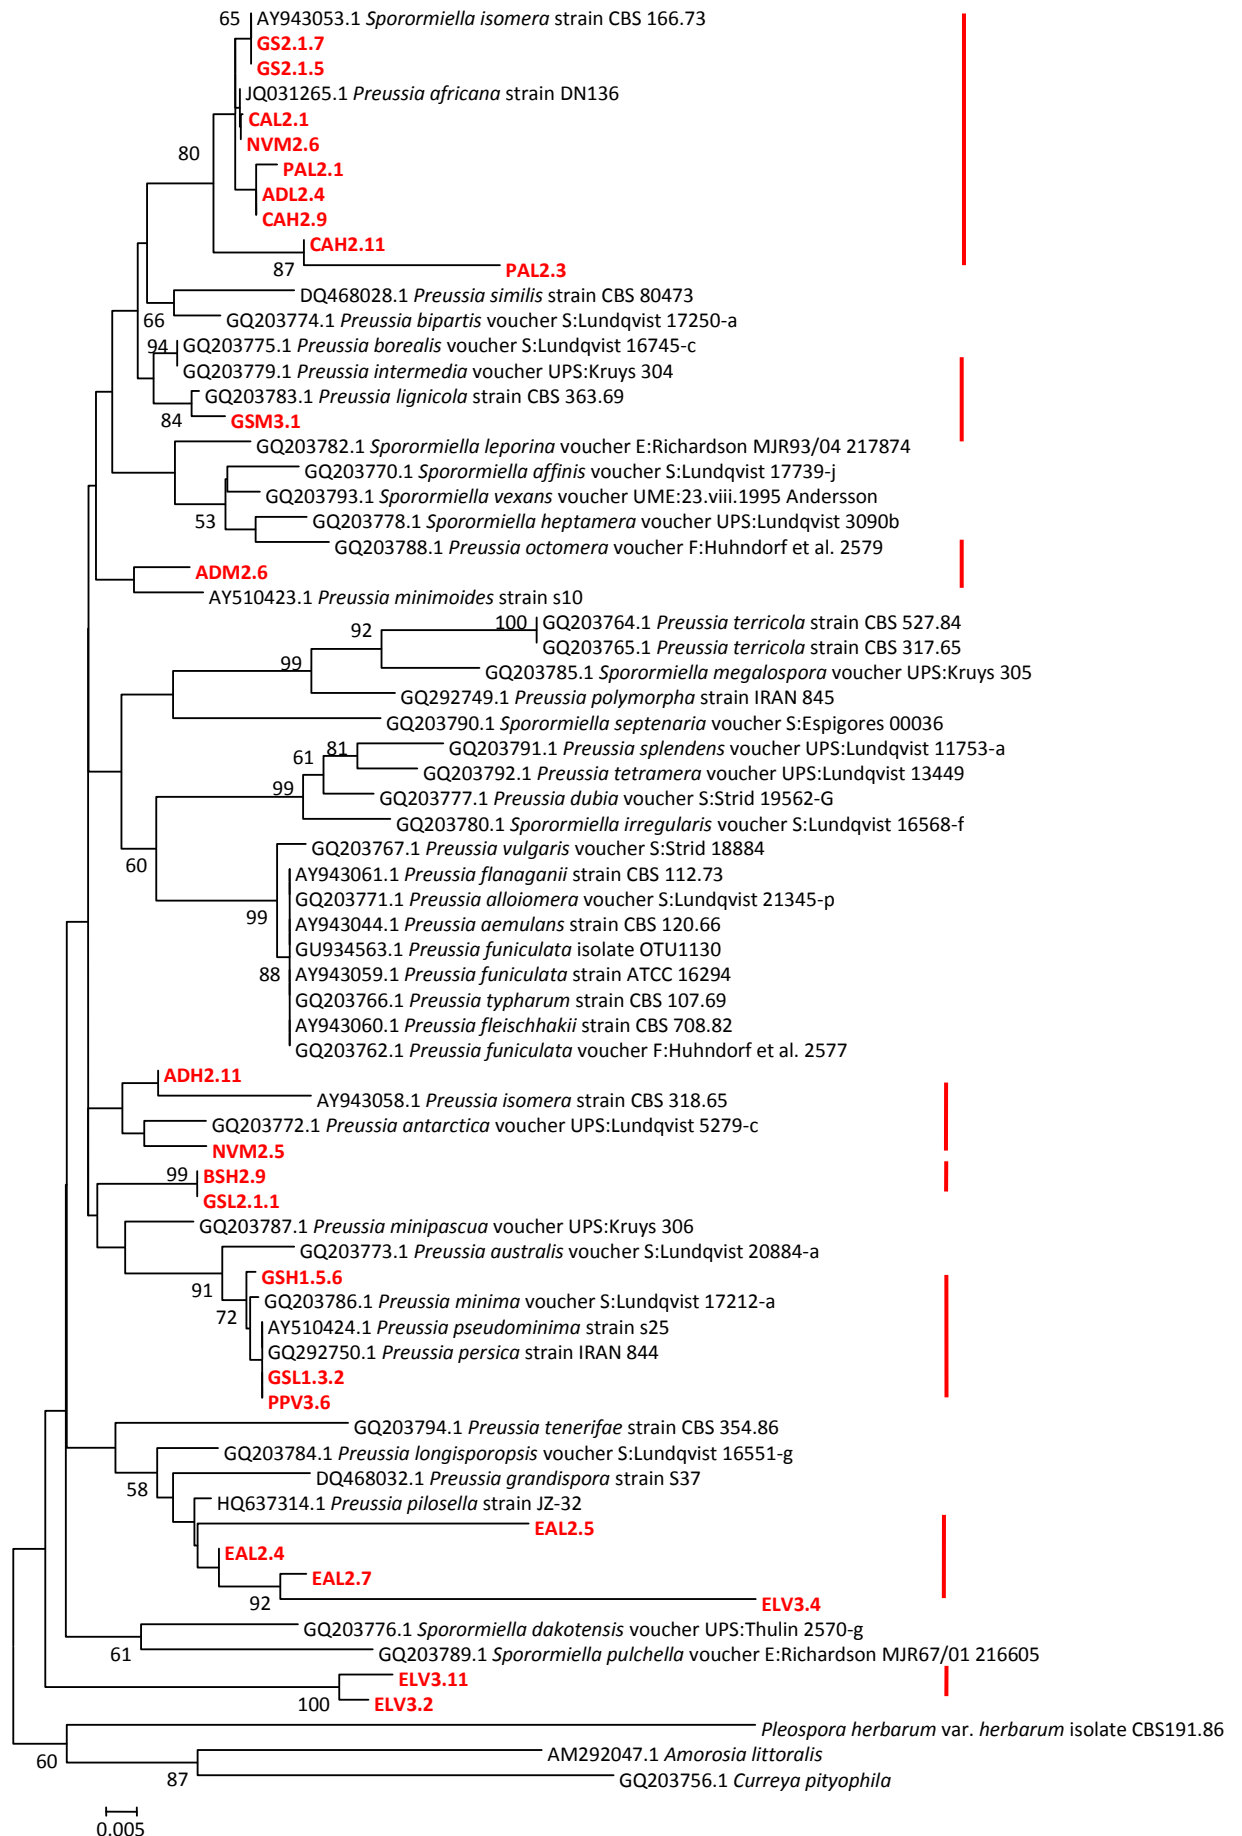 65
AY943053.1 Sporormiella isomera strain CBS 166.73
GS2.1.7
GS2.1.5
JQ031265.1 Preussia africana strain DN136
CAL2.1
NVM2.6
80
PAL2.1
ADL2.4
CAH2.9
CAH2.11
87
PAL2.3
DQ468028.1 Preussia similis strain CBS 80473
66
GQ203774.1 Preussia bipartis voucher S:Lundqvist 17250-a
94
GQ203775.1 Preussia borealis voucher S:Lundqvist 16745-c
GQ203779.1 Preussia intermedia voucher UPS:Kruys 304
GQ203783.1 Preussia lignicola strain CBS 363.69
84
GSM3.1
GQ203782.1 Sporormiella leporina voucher E:Richardson MJR93/04 217874
GQ203770.1 Sporormiella affinis voucher S:Lundqvist 17739-j
GQ203793.1 Sporormiella vexans voucher UME:23.viii.1995 Andersson
53
GQ203778.1 Sporormiella heptamera voucher UPS:Lundqvist 3090b
GQ203788.1 Preussia octomera voucher F:Huhndorf et al. 2579
ADM2.6
AY510423.1 Preussia minimoides strain s10
100
GQ203764.1 Preussia terricola strain CBS 527.84
92
GQ203765.1 Preussia terricola strain CBS 317.65
99
GQ203785.1 Sporormiella megalospora voucher UPS:Kruys 305
GQ292749.1 Preussia polymorpha strain IRAN 845
GQ203790.1 Sporormiella septenaria voucher S:Espigores 00036
81
GQ203791.1 Preussia splendens voucher UPS:Lundqvist 11753-a
61
GQ203792.1 Preussia tetramera voucher UPS:Lundqvist 13449
99
GQ203777.1 Preussia dubia voucher S:Strid 19562-G
GQ203780.1 Sporormiella irregularis voucher S:Lundqvist 16568-f
60
GQ203767.1 Preussia vulgaris voucher S:Strid 18884
AY943061.1 Preussia flanaganii strain CBS 112.73
GQ203771.1 Preussia alloiomera voucher S:Lundqvist 21345-p
99
AY943044.1 Preussia aemulans strain CBS 120.66
GU934563.1 Preussia funiculata isolate OTU1130
88
AY943059.1 Preussia funiculata strain ATCC 16294
GQ203766.1 Preussia typharum strain CBS 107.69
AY943060.1 Preussia fleischhakii strain CBS 708.82
GQ203762.1 Preussia funiculata voucher F:Huhndorf et al. 2577
ADH2.11
AY943058.1 Preussia isomera strain CBS 318.65
GQ203772.1 Preussia antarctica voucher UPS:Lundqvist 5279-c
NVM2.5
99
BSH2.9
GSL2.1.1
GQ203787.1 Preussia minipascua voucher UPS:Kruys 306
GQ203773.1 Preussia australis voucher S:Lundqvist 20884-a
91
GSH1.5.6
72
GQ203786.1 Preussia minima voucher S:Lundqvist 17212-a
AY510424.1 Preussia pseudominima strain s25
GQ292750.1 Preussia persica strain IRAN 844
GSL1.3.2
PPV3.6
GQ203794.1 Preussia tenerifae strain CBS 354.86
GQ203784.1 Preussia longisporopsis voucher S:Lundqvist 16551-g
58
DQ468032.1 Preussia grandispora strain S37
HQ637314.1 Preussia pilosella strain JZ-32
EAL2.5
EAL2.4
EAL2.7
92
ELV3.4
GQ203776.1 Sporormiella dakotensis voucher UPS:Thulin 2570-g
61
GQ203789.1 Sporormiella pulchella voucher E:Richardson MJR67/01 216605
ELV3.11
100
ELV3.2
Pleospora herbarum var. herbarum isolate CBS191.86
60
AM292047.1 Amorosia littoralis
87
GQ203756.1 Curreya pityophila
0.005